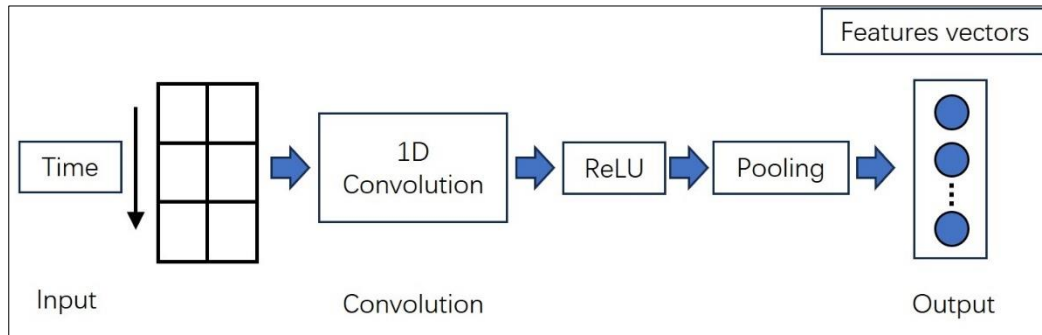 Features vectors
Time
1D
Convolution
ReLU
Pooling
Input
Convolution
Output